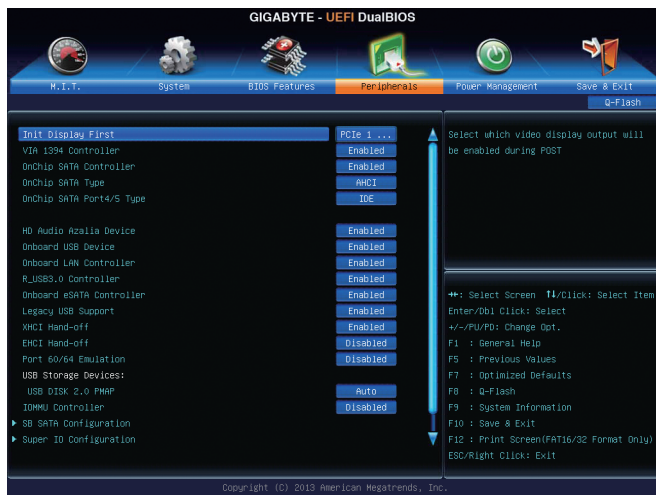 GIGABYTE - UEFI DualBIOS
M.I.T.
System
BIOS Features
Peripherals
Power Management
Save & Exit
Q-Flash
Init Display First PCIe 1 ...
VIA 1394 Controller Enabled
OnChip SATA Controller Enabled
OnChip SATA Type AHCI
OnChip SATA Port4/5 Type IDE
HD Audio Azalia Device Enabled
Onboard USB Device Enabled
Onboard LAN Controller Enabled
R_USB3.0 Controller Enabled
Onboard eSATA Controller Enabled
Legacy USB Support Enabled
XHCI Hand-off Enabled
EHCI Hand-off Disabled
Port 60/64 Emulation Disabled
USB Storage Devices:
USB DISK 2.0 PMAP Auto
IOMMU Controller Disabled
SB SATA Configuration
Super IO Configuration
Select which video display output will
be enabled during POST
→←: Select Screen ↑↓/Click: Select Item
Enter/Dbl Click: Select
+/-/PU/PD: Change Opt.
F1 : General Help
F5 : Previous Values
F7 : Optimized Defaults
F8 : Q-Flash
F9 : System Information
F10 : Save & Exit
F12 : Print Screen(FAT16/32 Format Only)
ESC/Right Click: Exit
Copyright (C) 2013 American Megatrends, Inc.